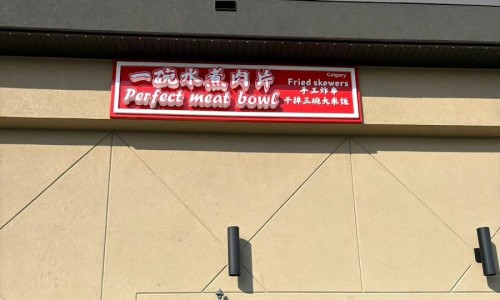 一碗水煮肉片
Perfect meat bowl
Calgary
Fried skewers
手工炸串
干掉三碗大米饭